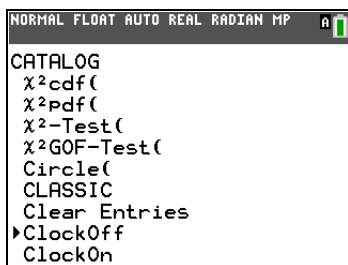 NORMAL FLOAT AUTO REAL RADIAN MP A
CATALOG
χ²cdf(
χ²pdf(
χ²-Test(
χ²GOF-Test(
Circle(
CLASSIC
Clear Entries
▶ClockOff
ClockOn